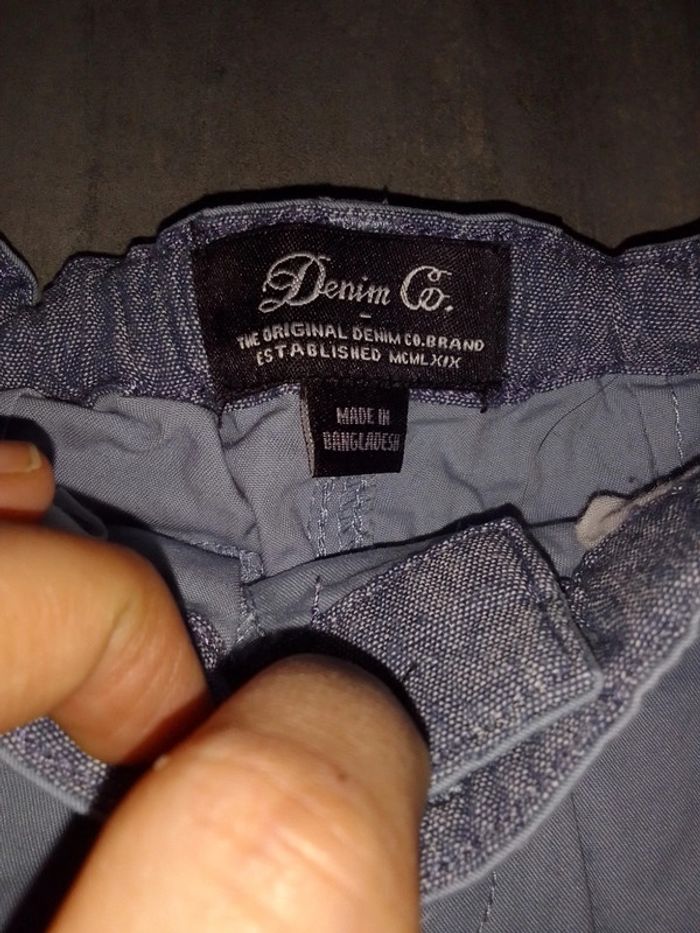 Denim Co.
THE ORIGINAL DENIM CO.BRAND
ESTABLISHED MCMLXIX
MADE IN
BANGLADESH